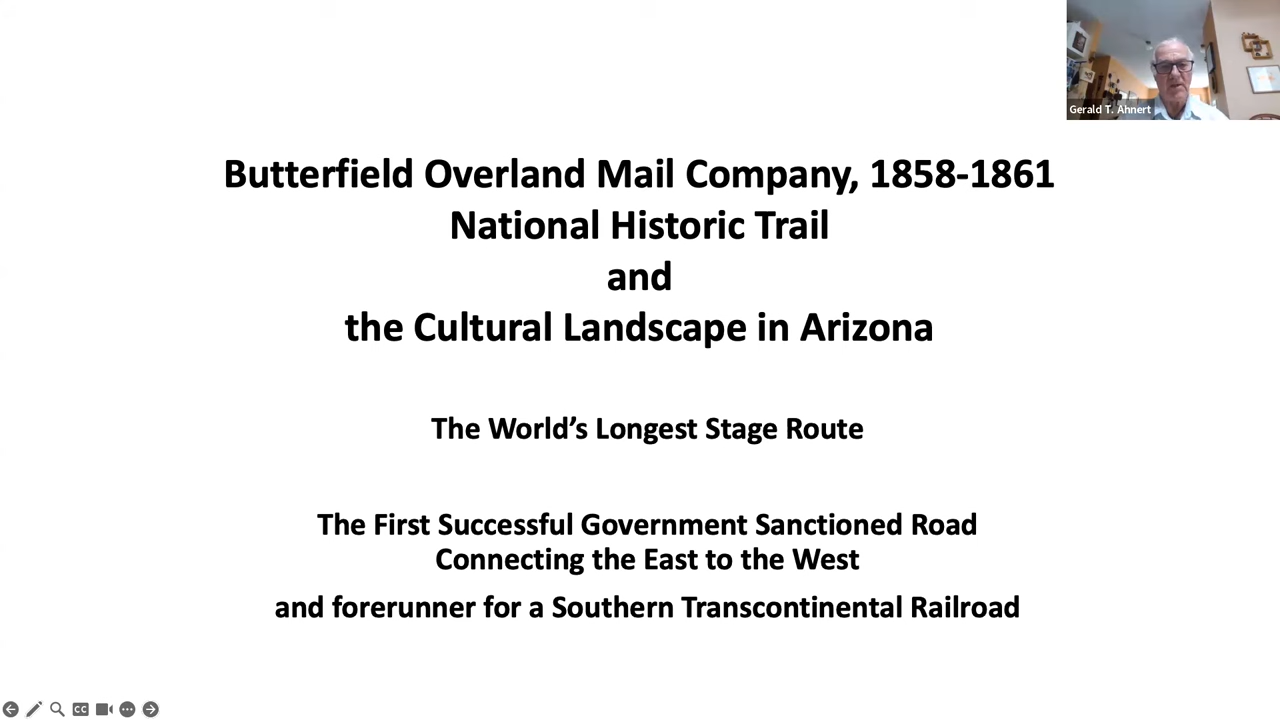 Gerald T. Ahnert
Butterfield Overland Mail Company, 1858-1861
National Historic Trail
and
the Cultural Landscape in Arizona
The World's Longest Stage Route
The First Successful Government Sanctioned Road
Connecting the East to the West
and forerunner for a Southern Transcontinental Railroad
CC